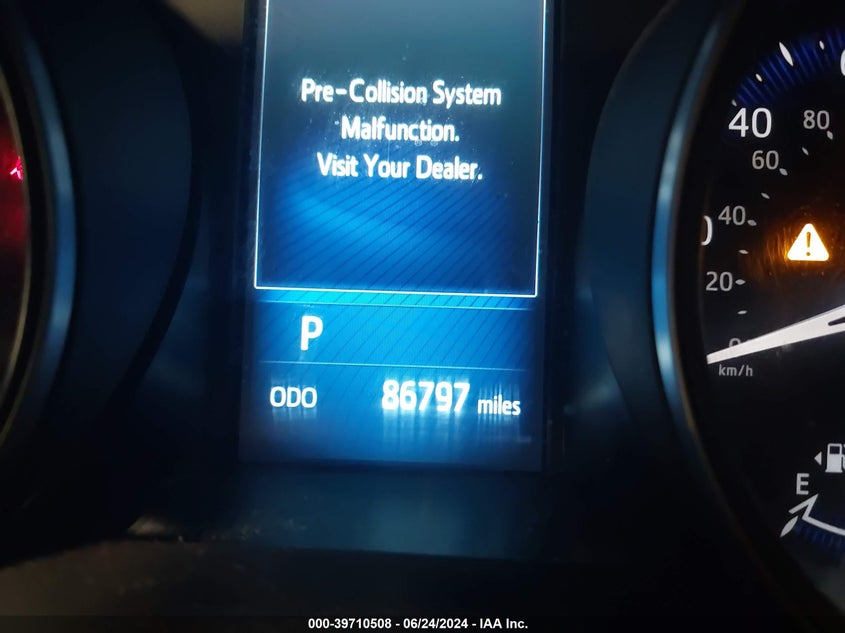 Pre-Collision System
Malfunction.
Visit Your Dealer.
P
ODO 86797 miles
40 80
60
40
20
0
km/h
E
000-39710508 - 06/24/2024 - IAA Inc.